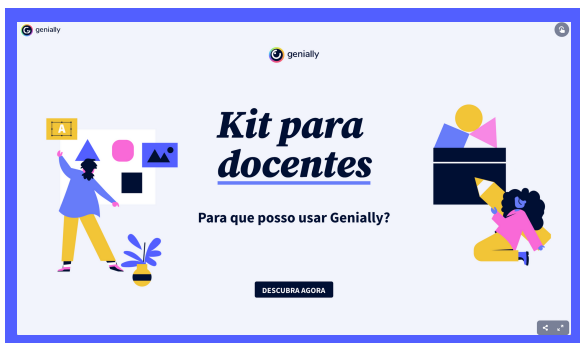 genially
genially
A
Kit para
docentes
Para que posso usar Genially?
DESCUBRA AGORA